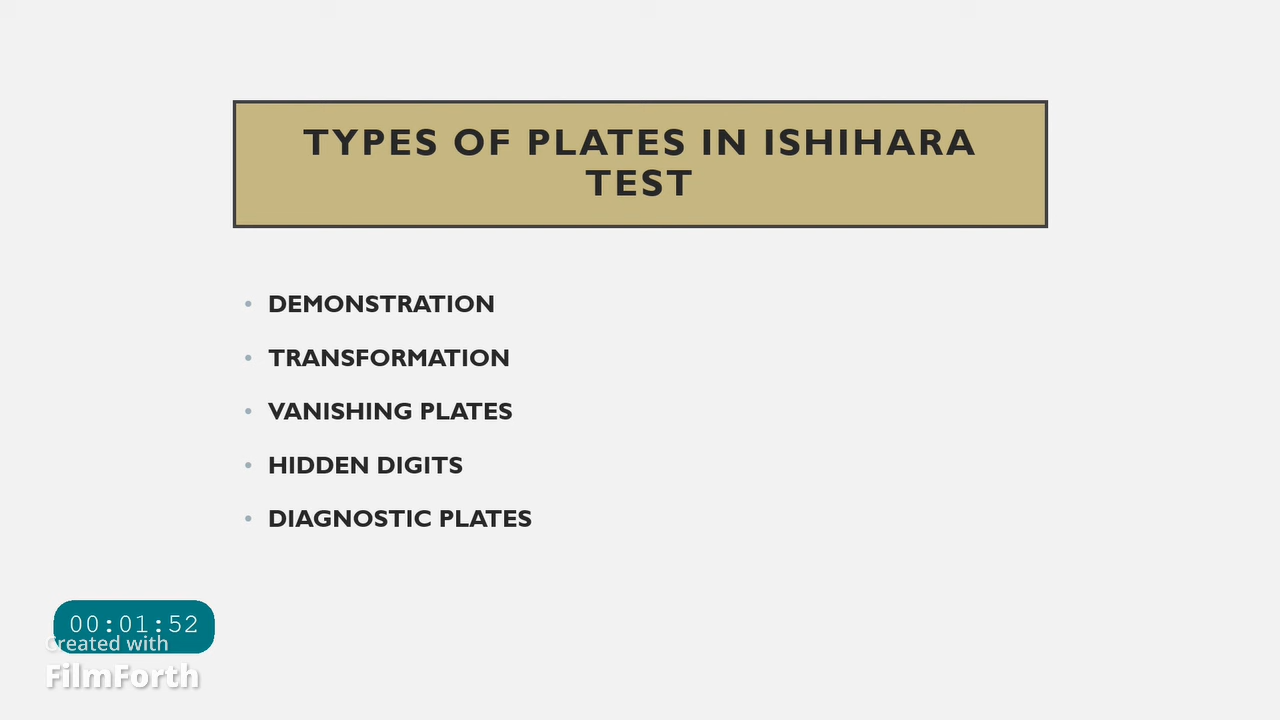 TYPES OF PLATES IN ISHIHARA
TEST
• DEMONSTRATION
• TRANSFORMATION
• VANISHING PLATES
• HIDDEN DIGITS
• DIAGNOSTIC PLATES
00:01:52
Created with
FilmForth